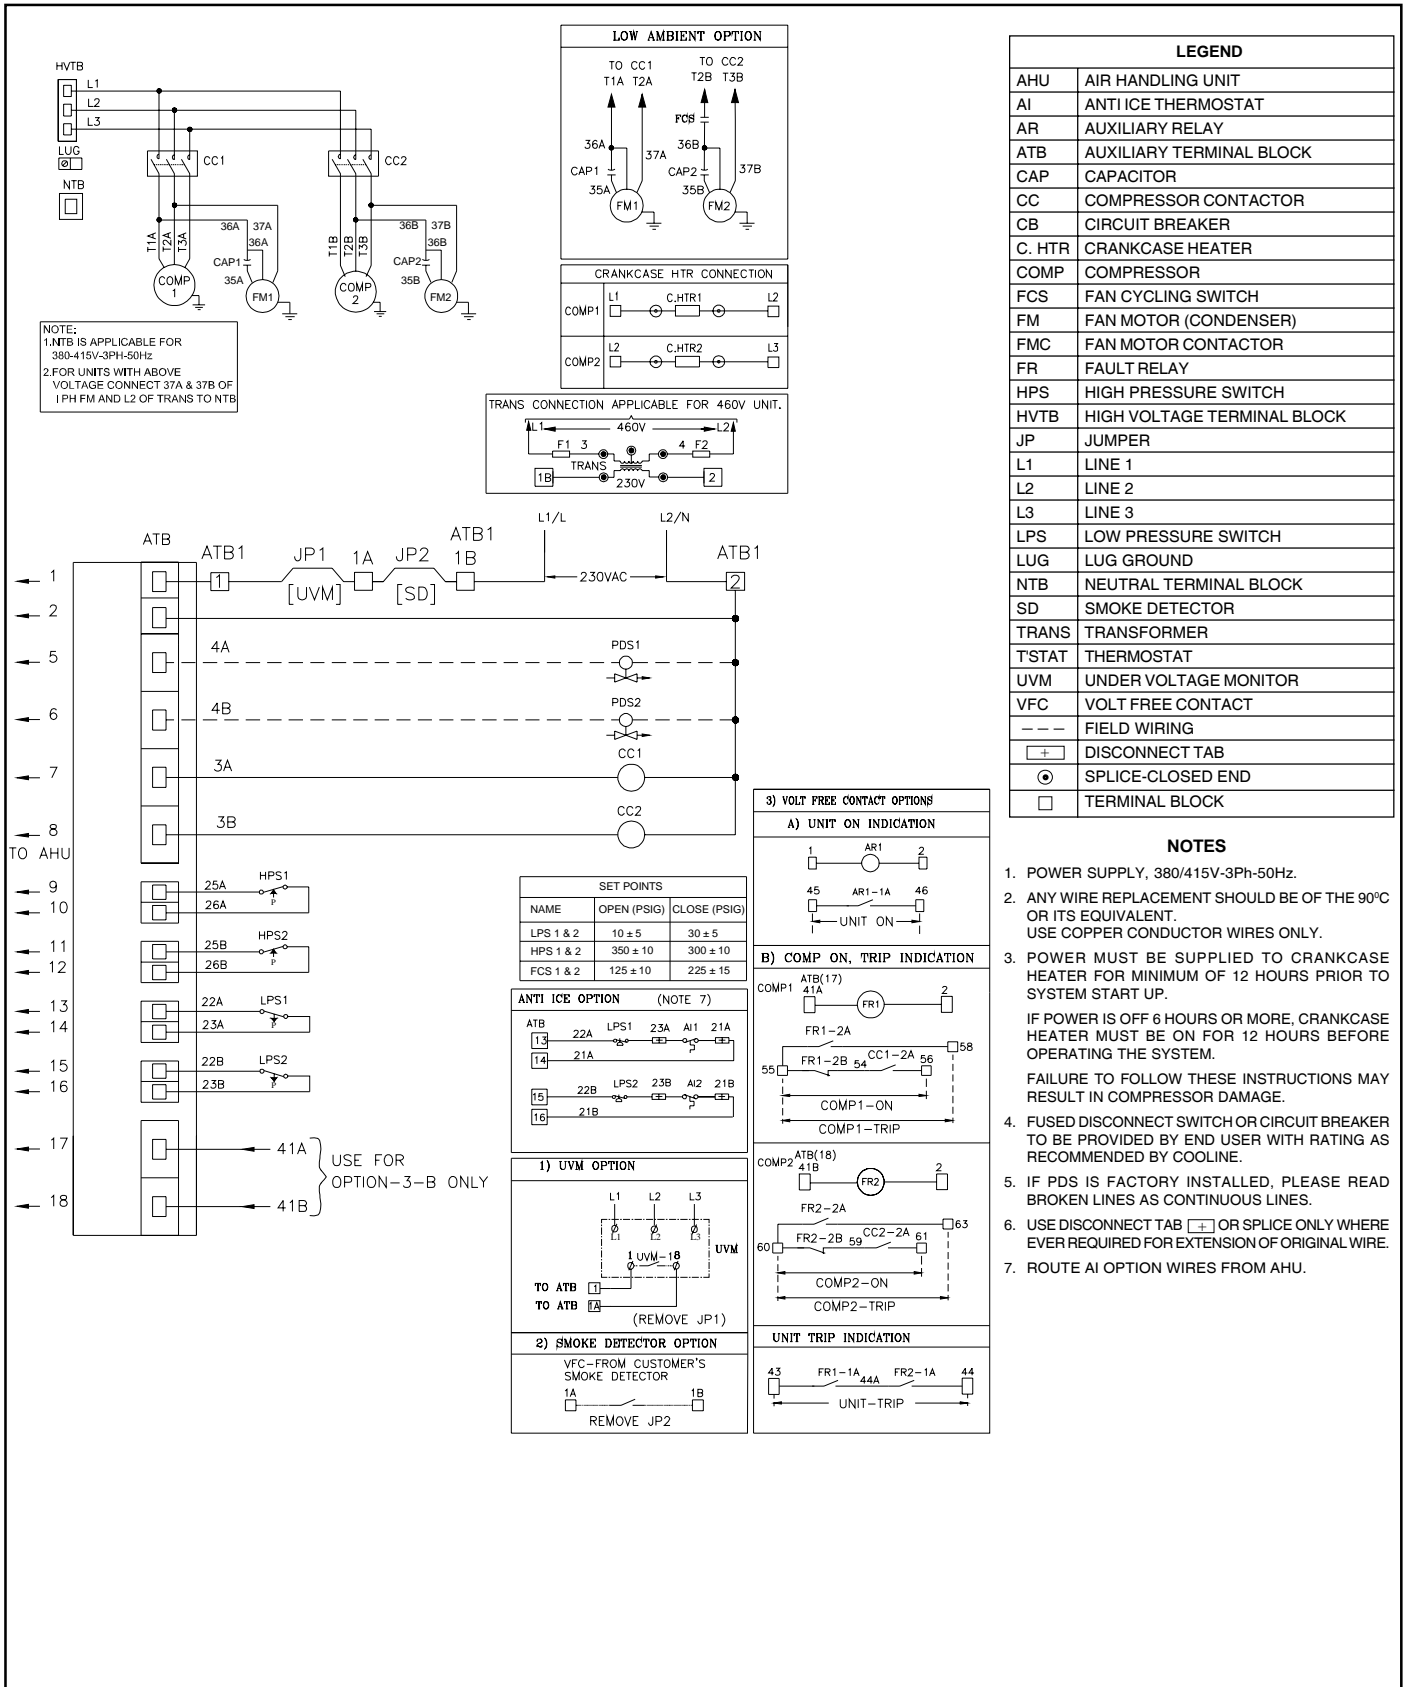 HVTB
L1
L2
L3
LUG
NTB
CC1
CC2
T1A
T2A
T3A
36A 37A
36A
CAP1
35A
COMP
1
FM1
T1B
T2B
T3B
36B 37B
36B
CAP2
35B
COMP
2
FM2
NOTE:
1.NTB IS APPLICABLE FOR
380-415V-3PH-50Hz
2.FOR UNITS WITH ABOVE
VOLTAGE CONNECT 37A & 37B OF
I PH FM AND L2 OF TRANS TO NTB
LOW AMBIENT OPTION
TO CC1
T1A T2A
TO CC2
T2B T3B
FCS
36A
37A
CAP1
35A
FM1
36B
37B
CAP2
35B
FM2
CRANKCASE HTR CONNECTION
COMP1
L1 C.HTR1 L2
COMP2
L2 C.HTR2 L3
TRANS CONNECTION APPLICABLE FOR 460V UNIT.
L1 460V L2
F1 3 4 F2
TRANS
1B 230V 2
ATB
ATB1
1
JP1
[UVM]
1A
JP2
[SD]
ATB1
1B
L1/L
L2/N
230VAC
ATB1
2
1
2
5
4A
PDS1
6
4B
PDS2
7
3A
CC1
8
3B
CC2
TO AHU
9
25A
HPS1
P
10
26A
11
25B
HPS2
P
12
26B
13
22A
LPS1
P
14
23A
15
22B
LPS2
P
16
23B
17
41A
18
41B
USE FOR
OPTION-3-B ONLY
SET POINTS
NAME OPEN (PSIG) CLOSE (PSIG)
LPS 1 & 2 10 ± 5 30 ± 5
HPS 1 & 2 350 ± 10 300 ± 10
FCS 1 & 2 125 ± 10 225 ± 15
ANTI ICE OPTION (NOTE 7)
ATB
13 22A LPS1 23A AI1 21A
14 21A
15 22B LPS2 23B AI2 21B
16 21B
1) UVM OPTION
L1 L2 L3
L1 L2 L3
UVM
1 UVM-1 8
TO ATB 1
TO ATB 1A
(REMOVE JP1)
2) SMOKE DETECTOR OPTION
VFC-FROM CUSTOMER'S
SMOKE DETECTOR
1A 1B
REMOVE JP2
3) VOLT FREE CONTACT OPTIONS
A) UNIT ON INDICATION
1 AR1 2
45 AR1-1A 46
UNIT ON
B) COMP ON, TRIP INDICATION
COMP1 ATB(17)
41A FR1 2
FR1-2A
58
55 FR1-2B 54 CC1-2A 56
COMP1-ON
COMP1-TRIP
COMP2 ATB(18)
41B FR2 2
FR2-2A
63
60 FR2-2B 59 CC2-2A 61
COMP2-ON
COMP2-TRIP
UNIT TRIP INDICATION
43 FR1-1A 44A FR2-1A 44
UNIT-TRIP
LEGEND
AHU AIR HANDLING UNIT
AI ANTI ICE THERMOSTAT
AR AUXILIARY RELAY
ATB AUXILIARY TERMINAL BLOCK
CAP CAPACITOR
CC COMPRESSOR CONTACTOR
CB CIRCUIT BREAKER
C. HTR CRANKCASE HEATER
COMP COMPRESSOR
FCS FAN CYCLING SWITCH
FM FAN MOTOR (CONDENSER)
FMC FAN MOTOR CONTACTOR
FR FAULT RELAY
HPS HIGH PRESSURE SWITCH
HVTB HIGH VOLTAGE TERMINAL BLOCK
JP JUMPER
L1 LINE 1
L2 LINE 2
L3 LINE 3
LPS LOW PRESSURE SWITCH
LUG LUG GROUND
NTB NEUTRAL TERMINAL BLOCK
SD SMOKE DETECTOR
TRANS TRANSFORMER
T'STAT THERMOSTAT
UVM UNDER VOLTAGE MONITOR
VFC VOLT FREE CONTACT
FIELD WIRING
DISCONNECT TAB
SPLICE-CLOSED END
TERMINAL BLOCK
NOTES
1. POWER SUPPLY, 380/415V-3Ph-50Hz.
2. ANY WIRE REPLACEMENT SHOULD BE OF THE 90⁰C
OR ITS EQUIVALENT.
USE COPPER CONDUCTOR WIRES ONLY.
3. POWER MUST BE SUPPLIED TO CRANKCASE
HEATER FOR MINIMUM OF 12 HOURS PRIOR TO
SYSTEM START UP.
IF POWER IS OFF 6 HOURS OR MORE, CRANKCASE
HEATER MUST BE ON FOR 12 HOURS BEFORE
OPERATING THE SYSTEM.
FAILURE TO FOLLOW THESE INSTRUCTIONS MAY
RESULT IN COMPRESSOR DAMAGE.
4. FUSED DISCONNECT SWITCH OR CIRCUIT BREAKER
TO BE PROVIDED BY END USER WITH RATING AS
RECOMMENDED BY COOLINE.
5. IF PDS IS FACTORY INSTALLED, PLEASE READ
BROKEN LINES AS CONTINUOUS LINES.
6. USE DISCONNECT TAB + OR SPLICE ONLY WHERE
EVER REQUIRED FOR EXTENSION OF ORIGINAL WIRE.
7. ROUTE AI OPTION WIRES FROM AHU.